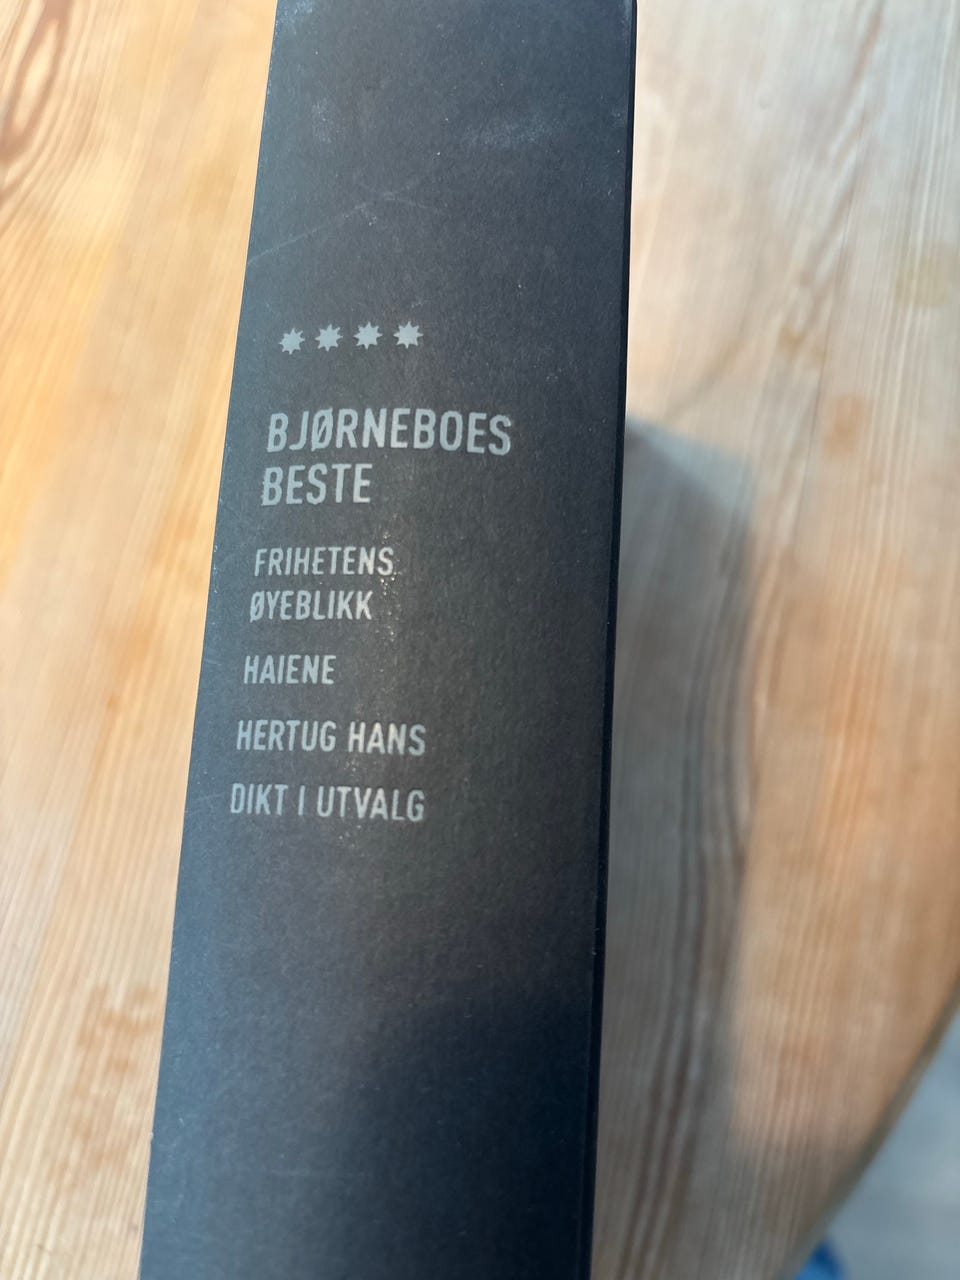 BJØRNEBOES
BESTE
FRIHETENS
ØYEBLIKK
HAIENE
HERTUG HANS
DIKT I UTVALG